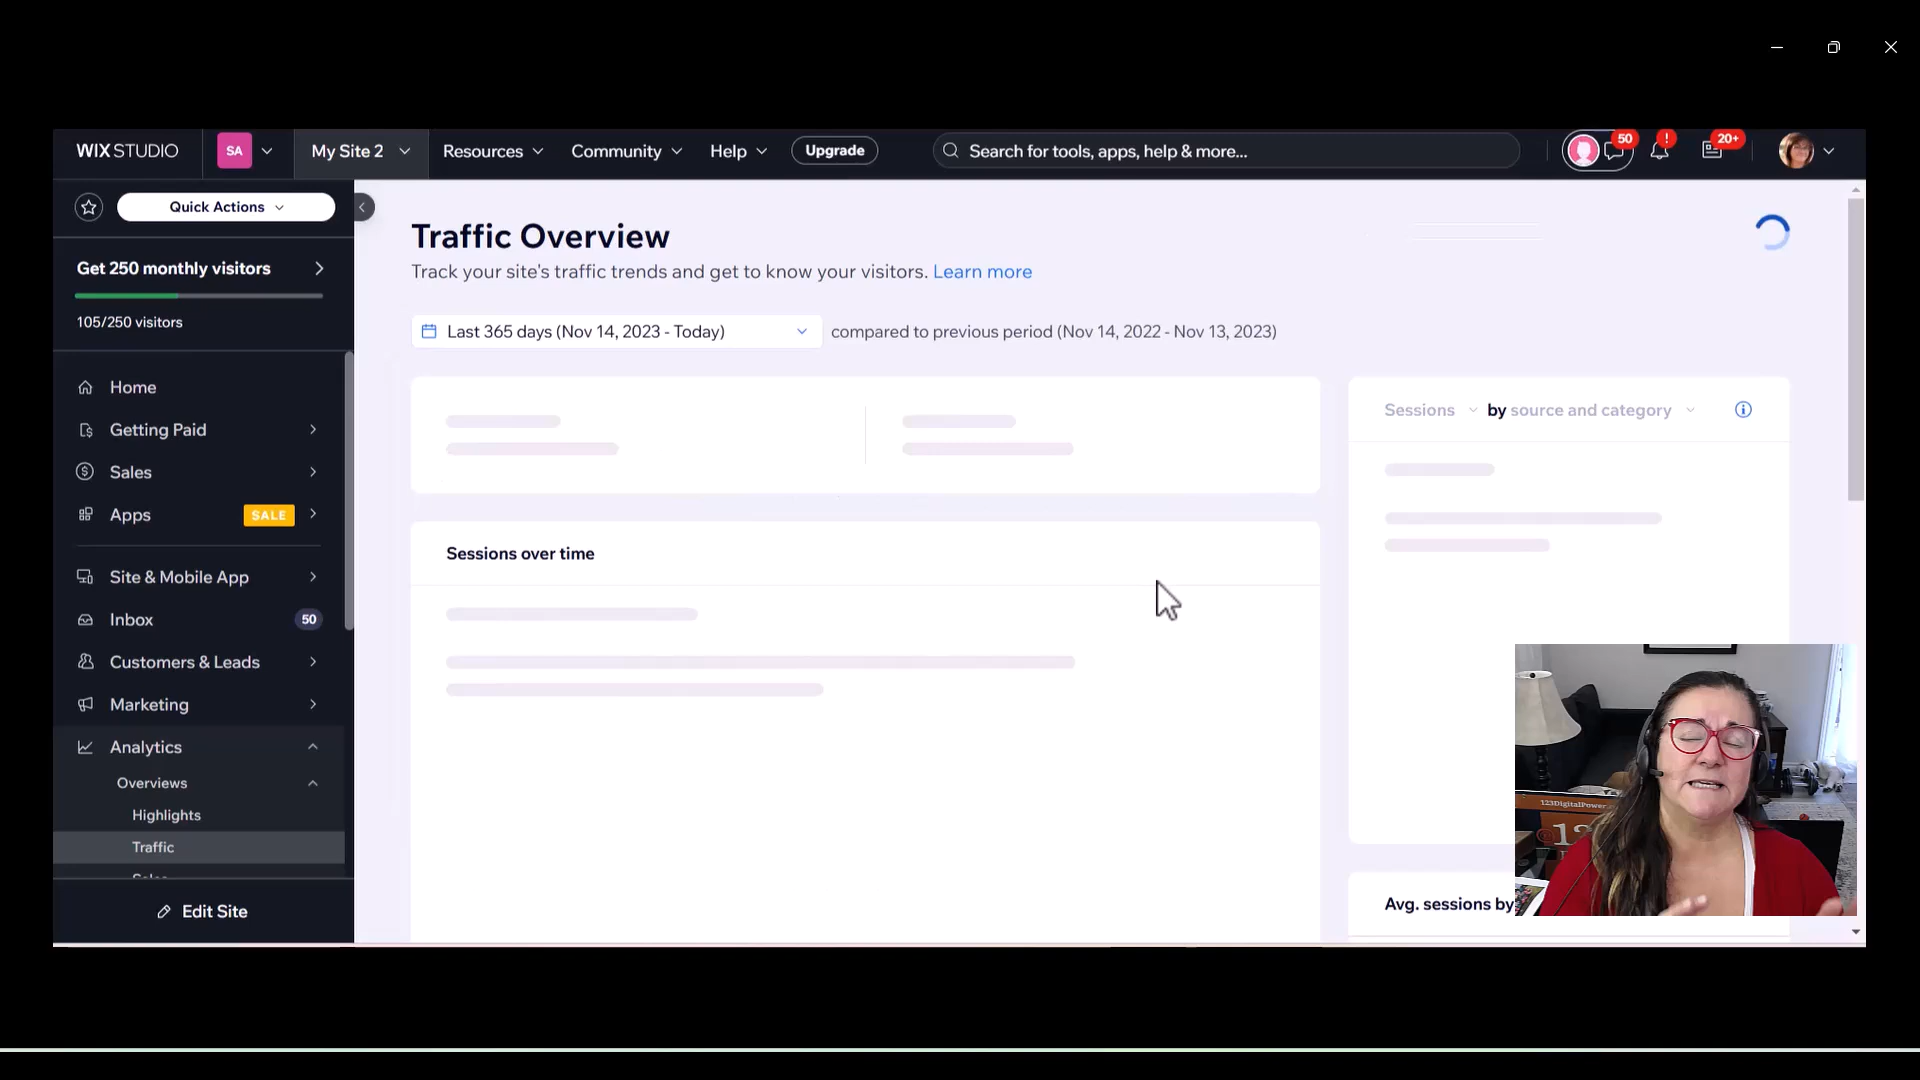 WIX STUDIO
SA
My Site 2
Resources
Community
Help
Upgrade
Search for tools, apps, help & more...
50
!
20+
Quick Actions
Get 250 monthly visitors
105/250 visitors
Home
Getting Paid
Sales
Apps
SALE
Site & Mobile App
Inbox
50
Customers & Leads
Marketing
Analytics
Overviews
Highlights
Traffic
Sales
Edit Site
Traffic Overview
Track your site's traffic trends and get to know your visitors. Learn more
Last 365 days (Nov 14, 2023 - Today)
compared to previous period (Nov 14, 2022 - Nov 13, 2023)
Sessions by source and category
Sessions over time
Avg. sessions by